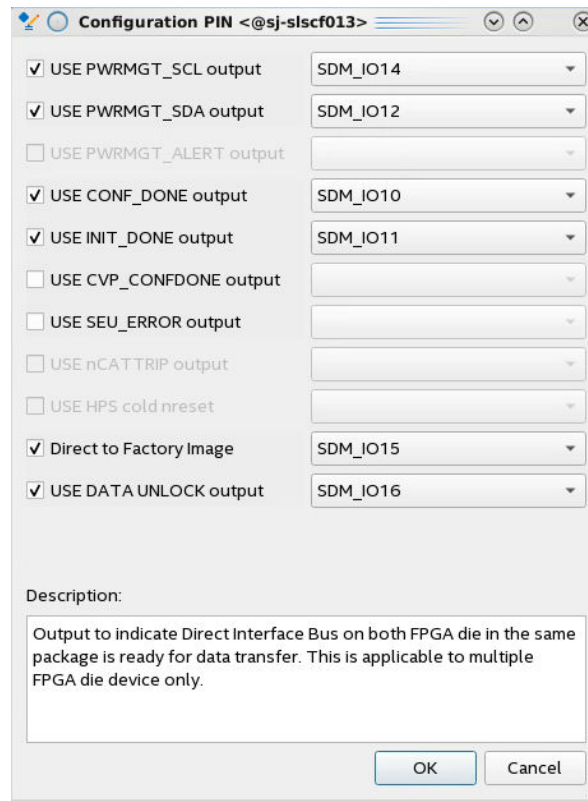 Configuration PIN <@sj-slscf013>
USE PWRMGT_SCL output SDM_IO14
USE PWRMGT_SDA output SDM_IO12
USE PWRMGT_ALERT output
USE CONF_DONE output SDM_IO10
USE INIT_DONE output SDM_IO11
USE CVP_CONFDONE output
USE SEU_ERROR output
USE nCATTRIP output
USE HPS cold nreset
Direct to Factory Image SDM_IO15
USE DATA UNLOCK output SDM_IO16
Description:
Output to indicate Direct Interface Bus on both FPGA die in the same
package is ready for data transfer. This is applicable to multiple
FPGA die device only.
OK Cancel